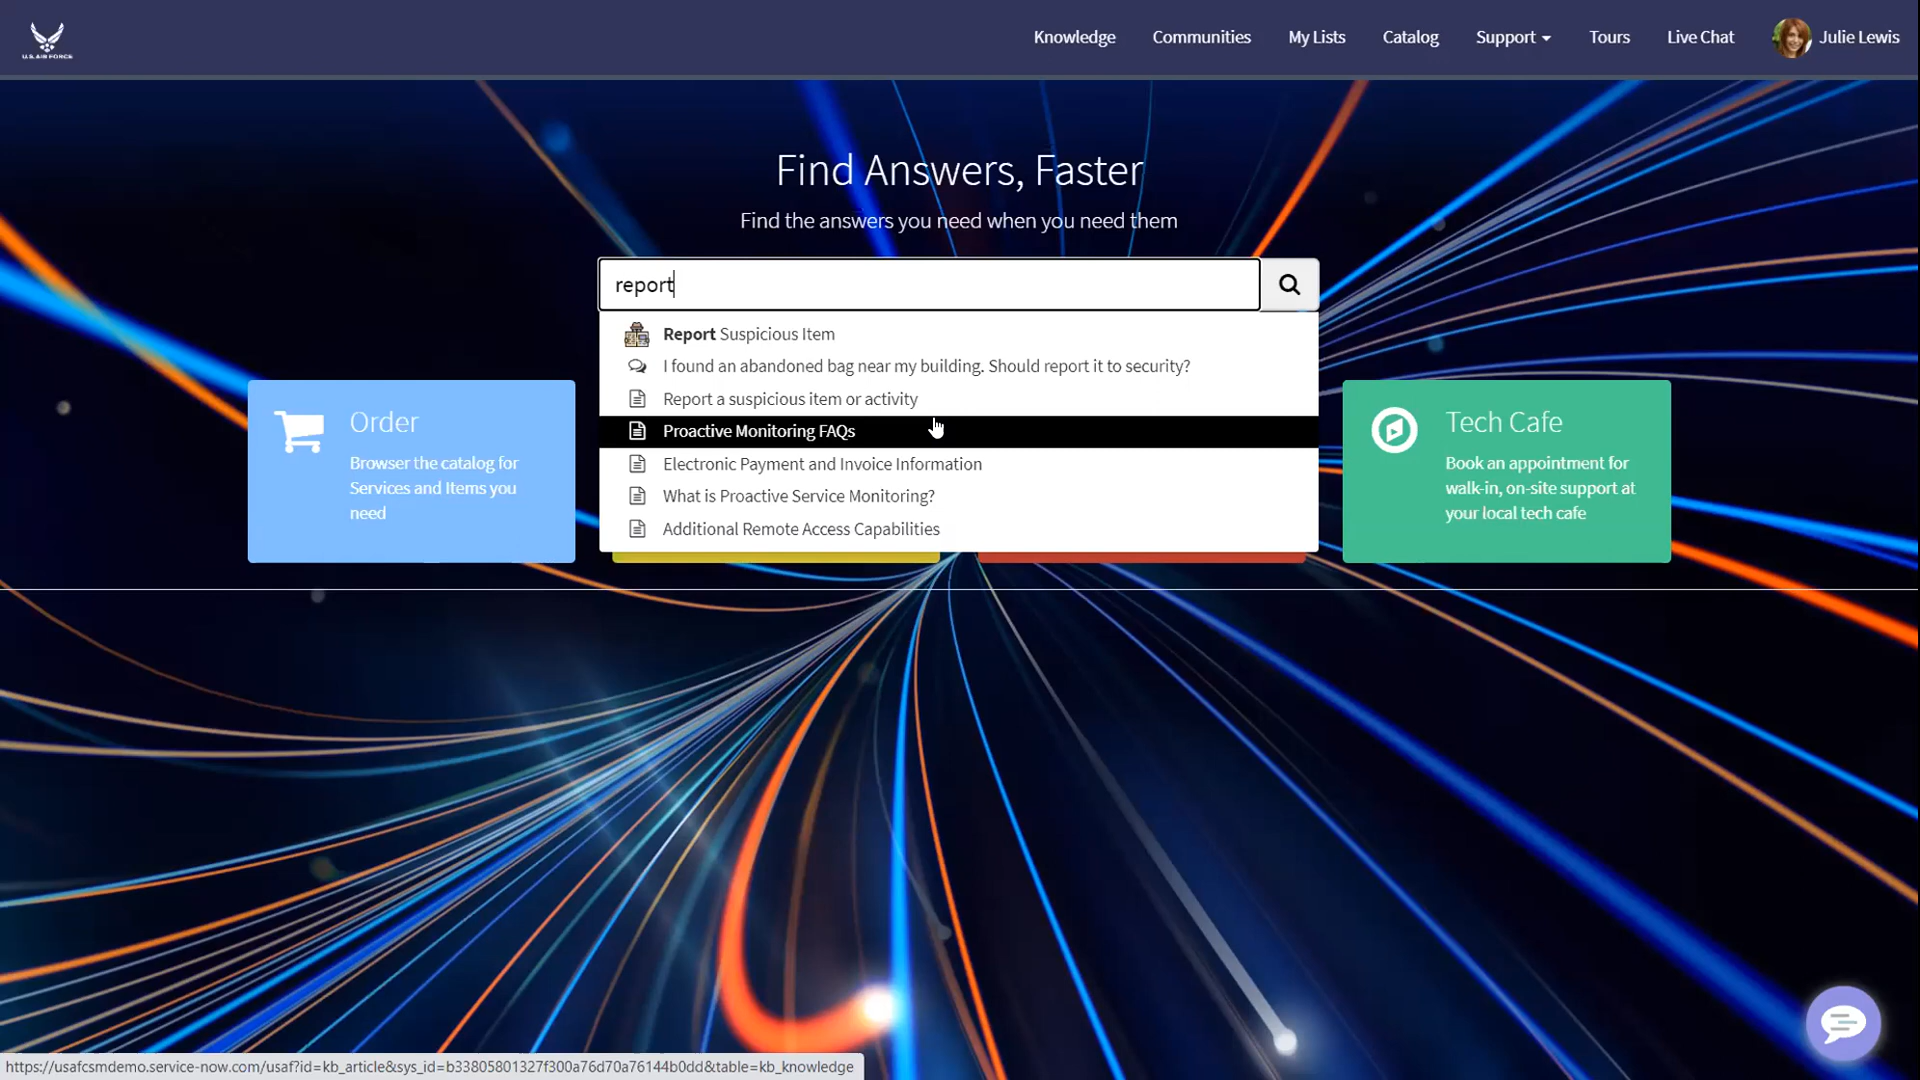 U.S. AIR FORCE
Knowledge
Communities
My Lists
Catalog
Support
Tours
Live Chat
Julie Lewis
Find Answers, Faster
Find the answers you need when you need them
report
Report Suspicious Item
I found an abandoned bag near my building. Should report it to security?
Report a suspicious item or activity
Proactive Monitoring FAQs
Electronic Payment and Invoice Information
What is Proactive Service Monitoring?
Additional Remote Access Capabilities
Order
Browser the catalog for
Services and Items you
need
Tech Cafe
Book an appointment for
walk-in, on-site support at
your local tech cafe
https://usafcsmdemo.service-now.com/usaf?id=kb_article&sys_id=b33805801327f300a76d70a76144b0dd&table=kb_knowledge